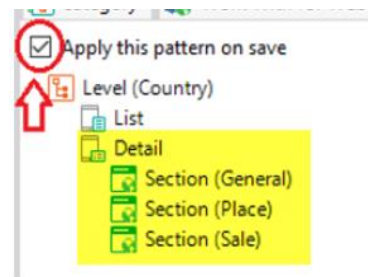 Apply this pattern on save
Level (Country)
List
Detail
Section (General)
Section (Place)
Section (Sale)